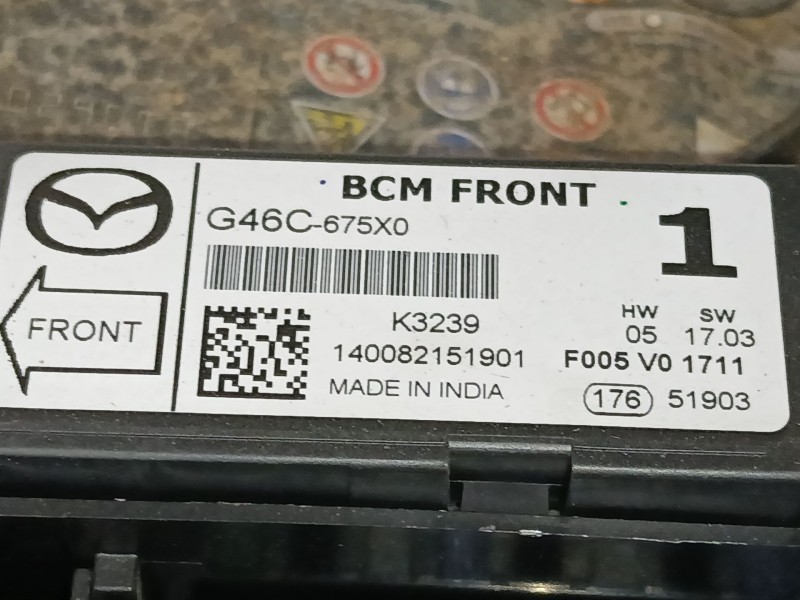 BCM FRONT
G46C-675X0
1
FRONT
K3239
HW SW
05 17.03
140082151901
F005 V0 1711
MADE IN INDIA
176 51903